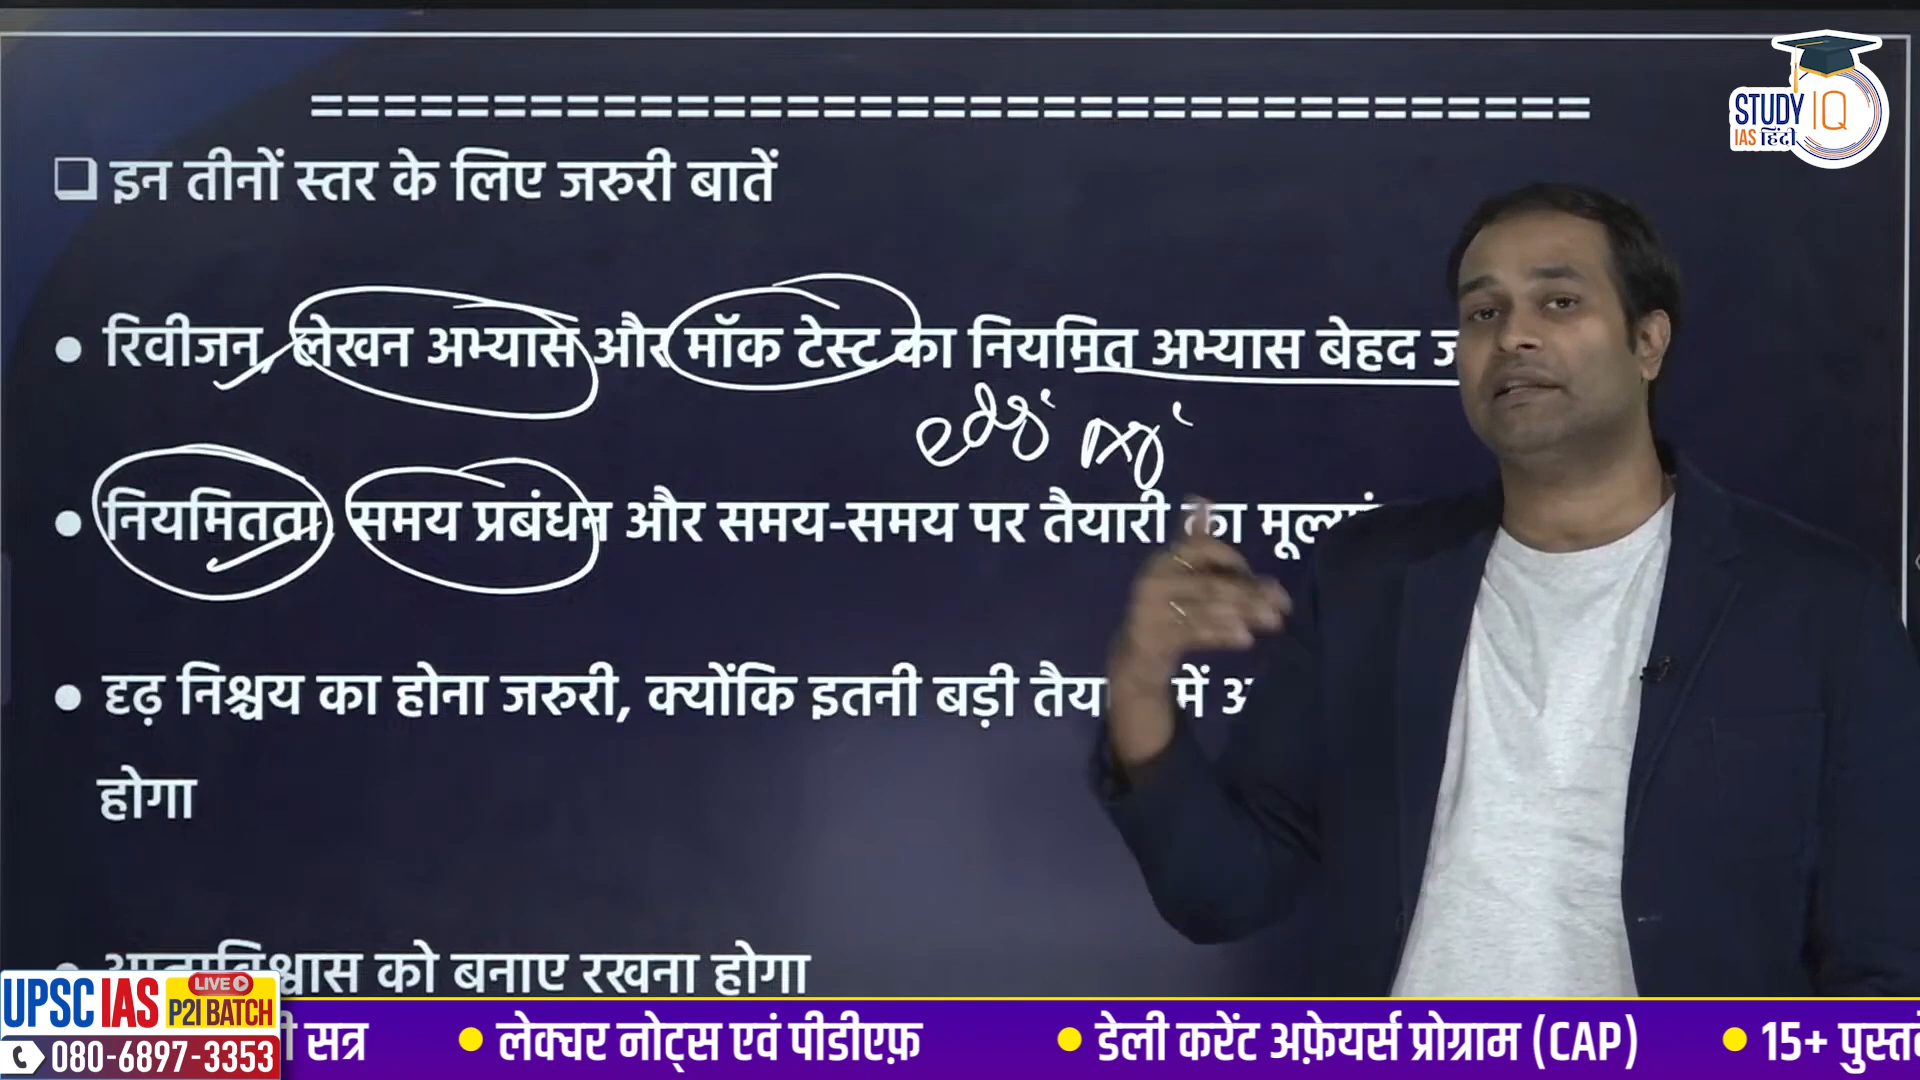 STUDY IQ
IAS हिंदी
=================================
इन तीनों स्तर के लिए जरुरी बातें
रिवीजन, लेखन अभ्यास और मॉक टेस्ट का नियमित अभ्यास बेहद
नियमितता, समय प्रबंधन और समय-समय पर तैयारी का
दृढ़ निश्चय का होना जरुरी, क्योंकि इतनी बड़ी में
होगा
आत्मविश्वास को बनाए रखना होगा
UPSC IAS LIVE P2I BATCH
080-6897-3353
सत्र • लेक्चर नोट्स एवं पीडीएफ़ • डेली करेंट अफ़ेयर्स प्रोग्राम (CAP) • 15+